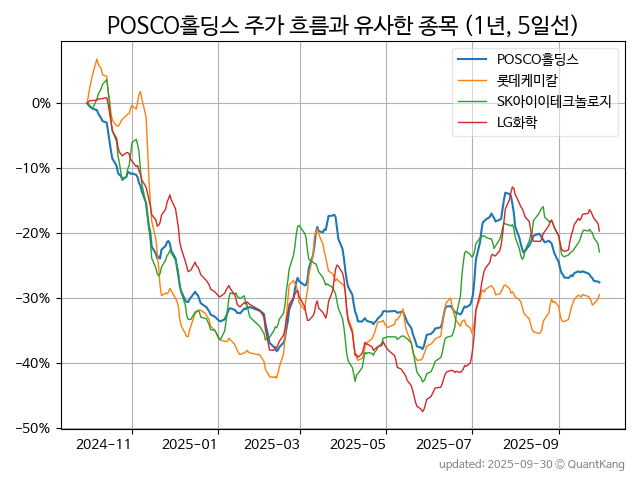 POSCO홀딩스 주가 흐름과 유사한 종목 (1년, 5일선)
POSCO홀딩스
롯데케미칼
SK아이이테크놀로지
LG화학
0%
-10%
-20%
-30%
-40%
-50%
2024-11 2025-01 2025-03 2025-05 2025-07 2025-09
updated: 2025-09-30 © QuantKang